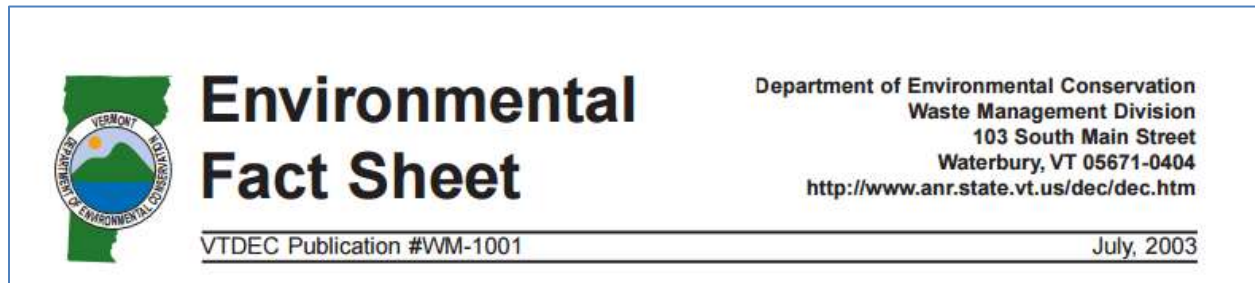 Environmental
Fact Sheet
Department of Environmental Conservation
Waste Management Division
103 South Main Street
Waterbury, VT 05671-0404
http://www.anr.state.vt.us/dec/dec.htm
VERMONT
DEPARTMENT OF ENVIRONMENTAL CONSERVATION
VTDEC Publication #WM-1001
July, 2003